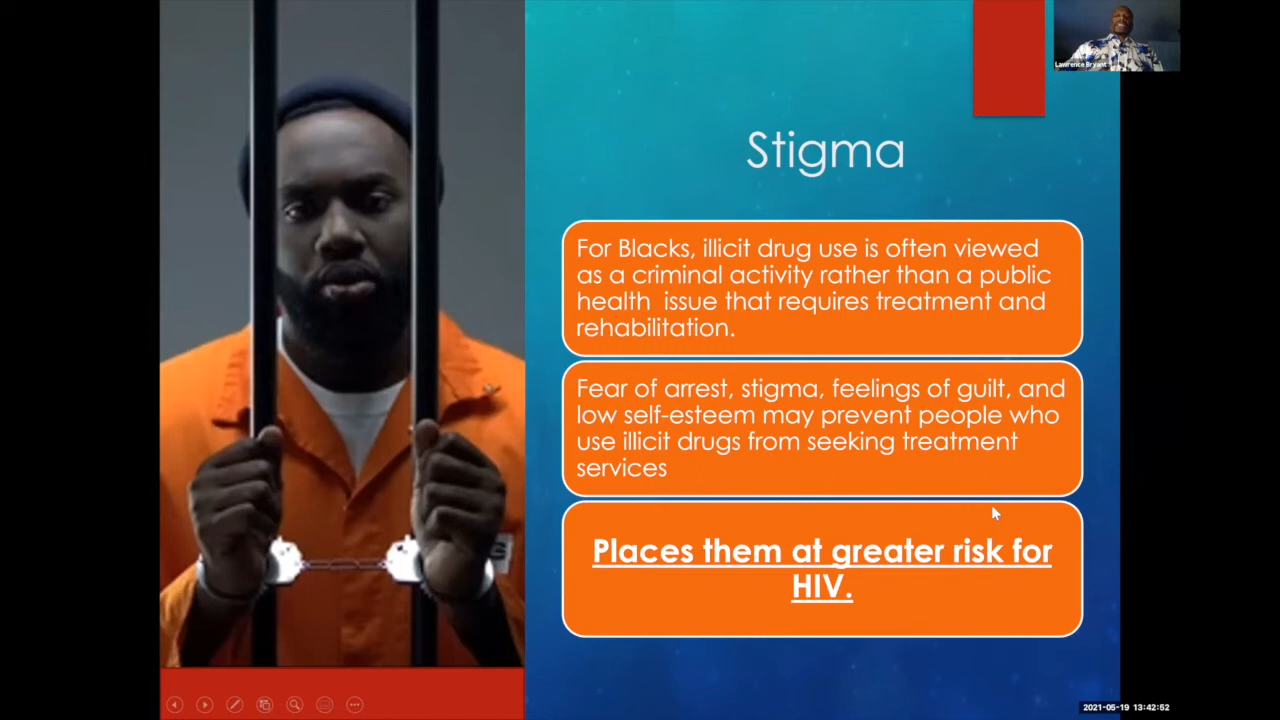 Lawrence Bryant
Stigma
For Blacks, illicit drug use is often viewed
as a criminal activity rather than a public
health  issue that requires treatment and
rehabilitation.
Fear of arrest, stigma, feelings of guilt, and
low self-esteem may prevent people who
use illicit drugs from seeking treatment
services
Places them at greater risk for
HIV.
2021-05-19 13:42:52